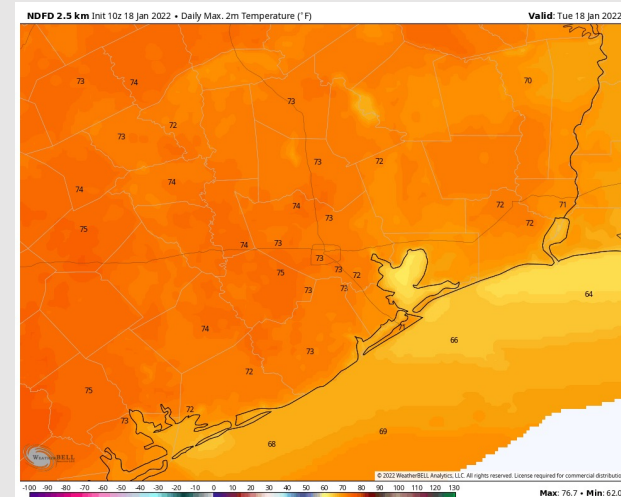 NDFD 2.5 km Init 10z 18 Jan 2022 • Daily Max. 2m Temperature (°F) Valid: Tue 18 Jan 2022
73 74 70
73
72
73
73 72
74 74
74 72 71
73 72
75
74 73
73
75 73 72
73 73
64
71
74
66
73
72
75
72
73
68 69
WeatherBELL
© 2022 WeatherBELL Analytics, LLC. All rights reserved. License required for commercial distribution
-100 -90 -80 -70 -60 -50 -40 -30 -20 -10 0 10 20 30 40 50 60 70 80 90 100 110 120 130
Max: 76.7 • Min: 62.0